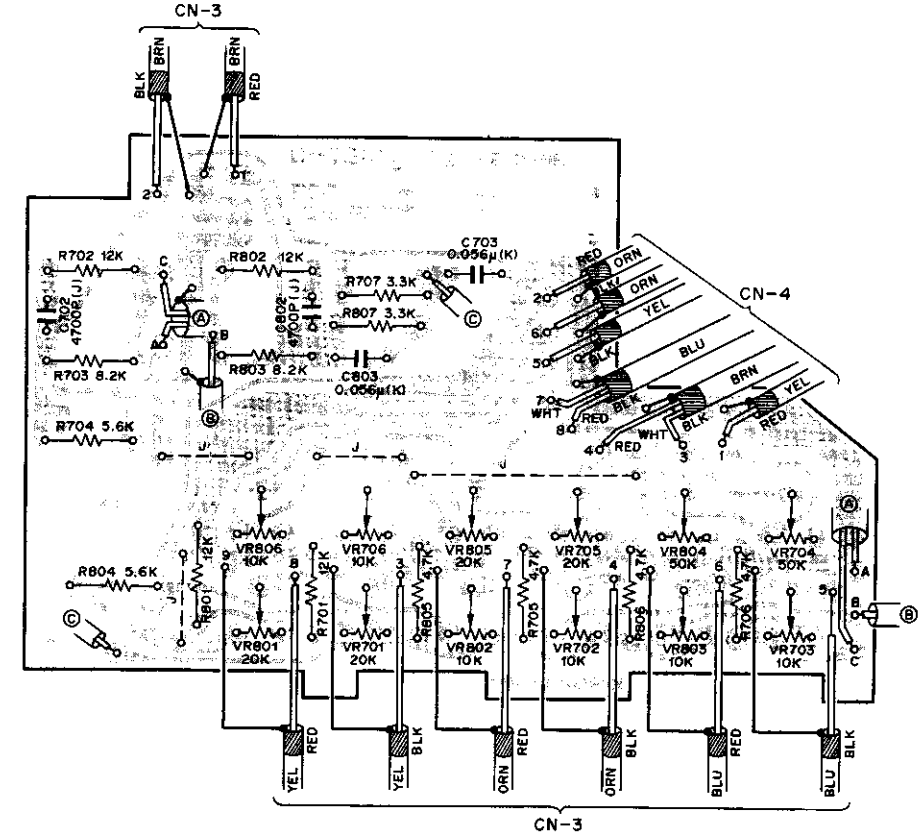 CN-3
BLK
BRN
BRN
RED
2
1
R702 12K
C
R802 12K
C703
0.056μ(K)
RED
ORN
C702
4700P(J)
A
B
A
C802
4700P(J)
R707 3.3K
R807 3.3K
C
2
BLK
ORN
CN-4
6
YEL
5
BLK
BLU
R703 8.2K
R803 8.2K
C803
0.056μ(K)
B
7
WHT
RED
BLK
BRN
YEL
8
BLK
RED
R704 5.6K
4
RED
WHT
3
1
J
J
J
A
VR806
10K
VR706
10K
VR805
20K
VR705
20K
VR804
50K
VR704
50K
12K
9
8
12K
3
4.7K
7
4.7K
4
4.7K
6
4.7K
5
A
R804 5.6K
J
R801
R701
R805
R705
R806
R706
B
B
C
VR801
20K
VR701
20K
VR802
10K
VR702
10K
VR803
10K
VR703
10K
C
YEL
RED
YEL
BLK
ORN
ORN
BLK
BLU
RED
BLU
BLK
CN-3